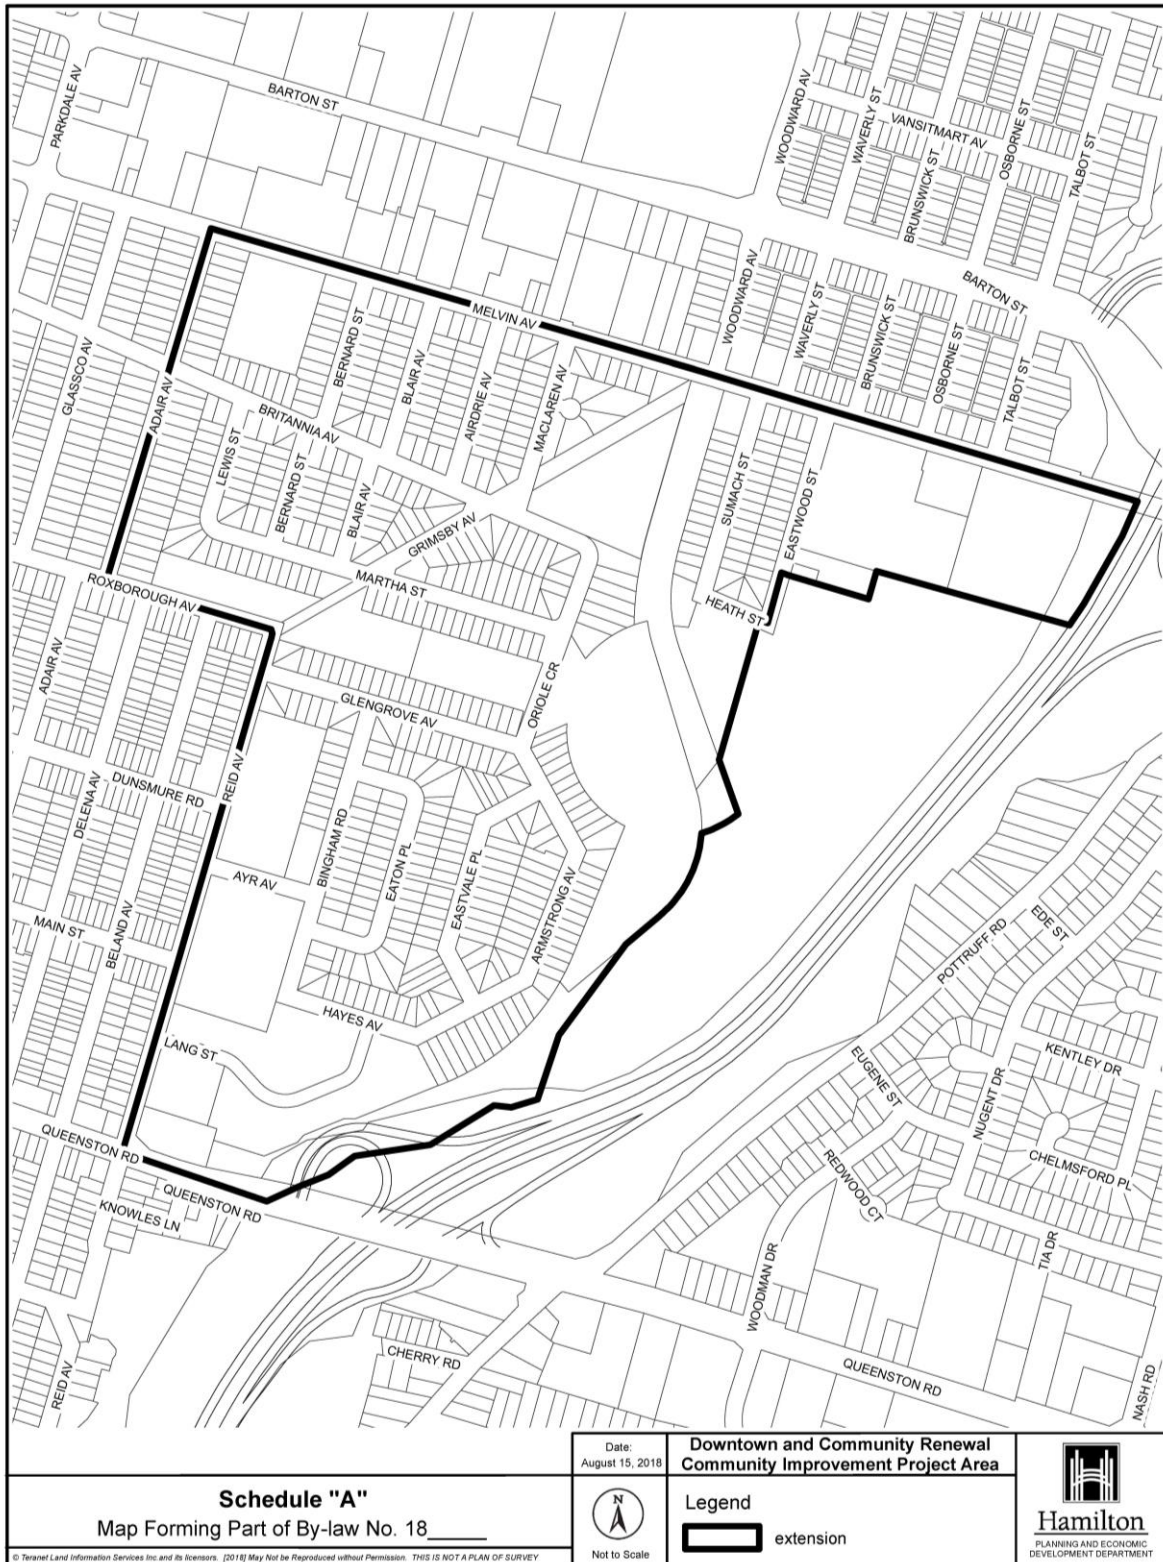 PARKDALE AV
BARTON ST
WOODWARD AV
WAVERLY ST
VANSITMART AV
BRUNSWICK ST
OSBORNE ST
TALBOT ST
BARTON ST
WOODWARD AV
WAVERLY ST
BRUNSWICK ST
OSBORNE ST
TALBOT ST
MELVIN AV
GLASSCO AV
ADAIR AV
BERNARD ST
BLAIR AV
AIRDRIE AV
MACLAREN AV
BRITANNIA AV
LEWIS ST
BERNARD ST
BLAIR AV
GRIMSBY AV
SUMACH ST
EASTWOOD ST
MARTHA ST
HEATH ST
ROXBOROUGH AV
ADAIR AV
ORIOLE CR
GLENGROVE AV
DUNSMURE RD
REID AV
DELENA AV
BINGHAM RD
EATON PL
EASTVALE PL
AYR AV
ARMSTRONG AV
MAIN ST
BELAND AV
POTTRUFF RD
EDE ST
HAYES AV
LANG ST
EUGENE ST
KENTLEY DR
NUGENT DR
QUEENSTON RD
REDWOOD CT
CHELMSFORD PL
QUEENSTON RD
KNOWLES LN
TIA DR
WOODMAN DR
CHERRY RD
QUEENSTON RD
REID AV
NASH RD
Schedule "A"
Map Forming Part of By-law No. 18______
© Teranet Land Information Services Inc and its licensors. [2018] May Not be Reproduced without Permission. THIS IS NOT A PLAN OF SURVEY
Date:
August 15, 2018
N
Not to Scale
Downtown and Community Renewal
Community Improvement Project Area
Legend
extension
Hamilton
PLANNING AND ECONOMIC
DEVELOPMENT DEPARTMENT